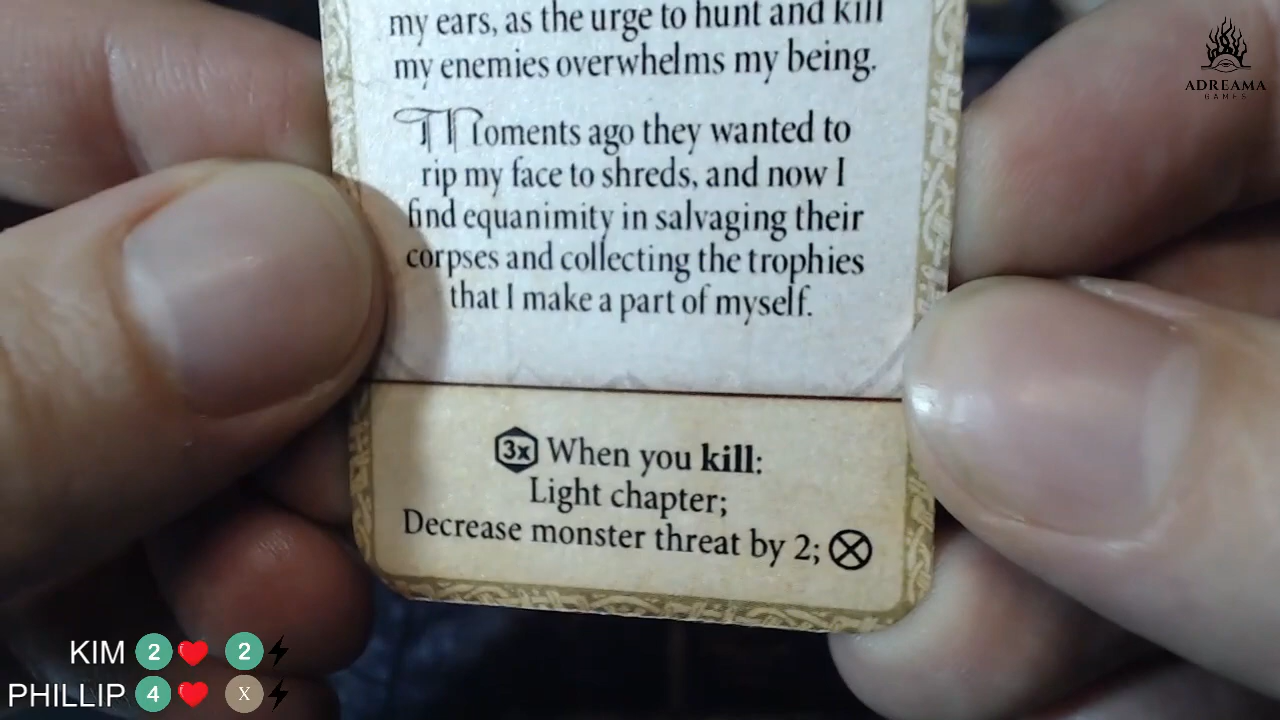 my ears, as the urge to hunt and kill
my enemies overwhelms my being.
Moments ago they wanted to
rip my face to shreds, and now I
find equanimity in salvaging their
corpses and collecting the trophies
that I make a part of myself.
3x When you kill:
Light chapter;
Decrease monster threat by 2;
ADREAMA
GAMES
KIM 2 2
PHILLIP 4 X